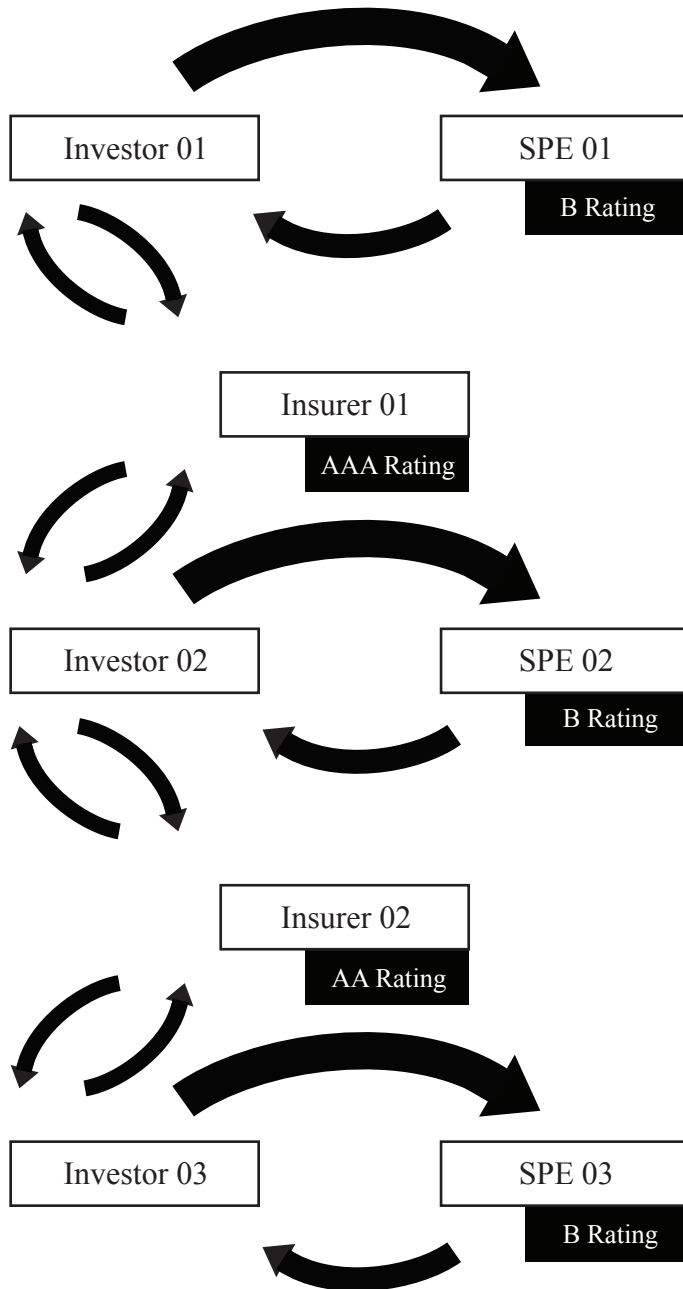 Investor 01
SPE 01
B Rating
Insurer 01
AAA Rating
Investor 02
SPE 02
B Rating
Insurer 02
AA Rating
Investor 03
SPE 03
B Rating